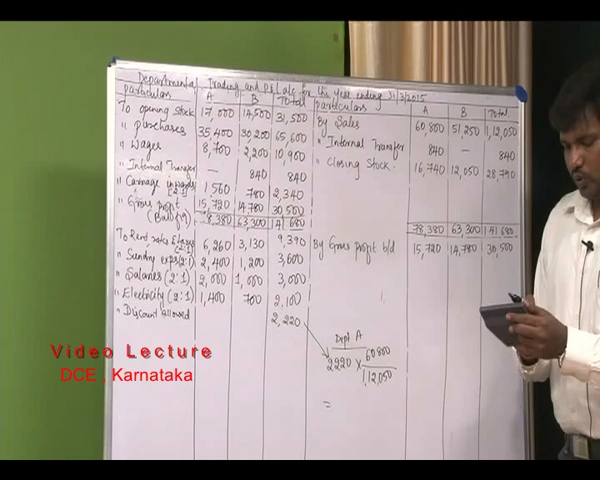 Departmental Trading and P&L a/c for the year ending 31/3/2015
Particulars A B Total Particulars A B Total
To opening stock 17,000 14,500 31,500 By Sales 60,800 51,250 1,12,050
" Purchases 35,400 30,200 65,600 " Internal Transfer 840 — 840
" Wages 8,700 2,200 10,900 " Closing Stock 16,740 12,050 28,790
" Internal Transfer — 840 840
" Carriage inwards (2:1) 1560 780 2,340
" Gross profit (Bal fig) 15,720 14,780 30,500
78,380 63,300 141,680 78,380 63,300 141,680
To Rent rates & taxes (2:1) 6,260 3,130 9,390 By Gross profit b/d 15,720 14,780 30,500
" Sundry exps (2:1) 2,400 1,200 3,600
" Salaries (2:1) 2,000 1,000 3,000
" Electricity (2:1) 1,400 700 2,100
" Discount allowed 2,220
Dept A
2220 × 60800
1,12,050
=
Video Lecture
DCE , Karnataka